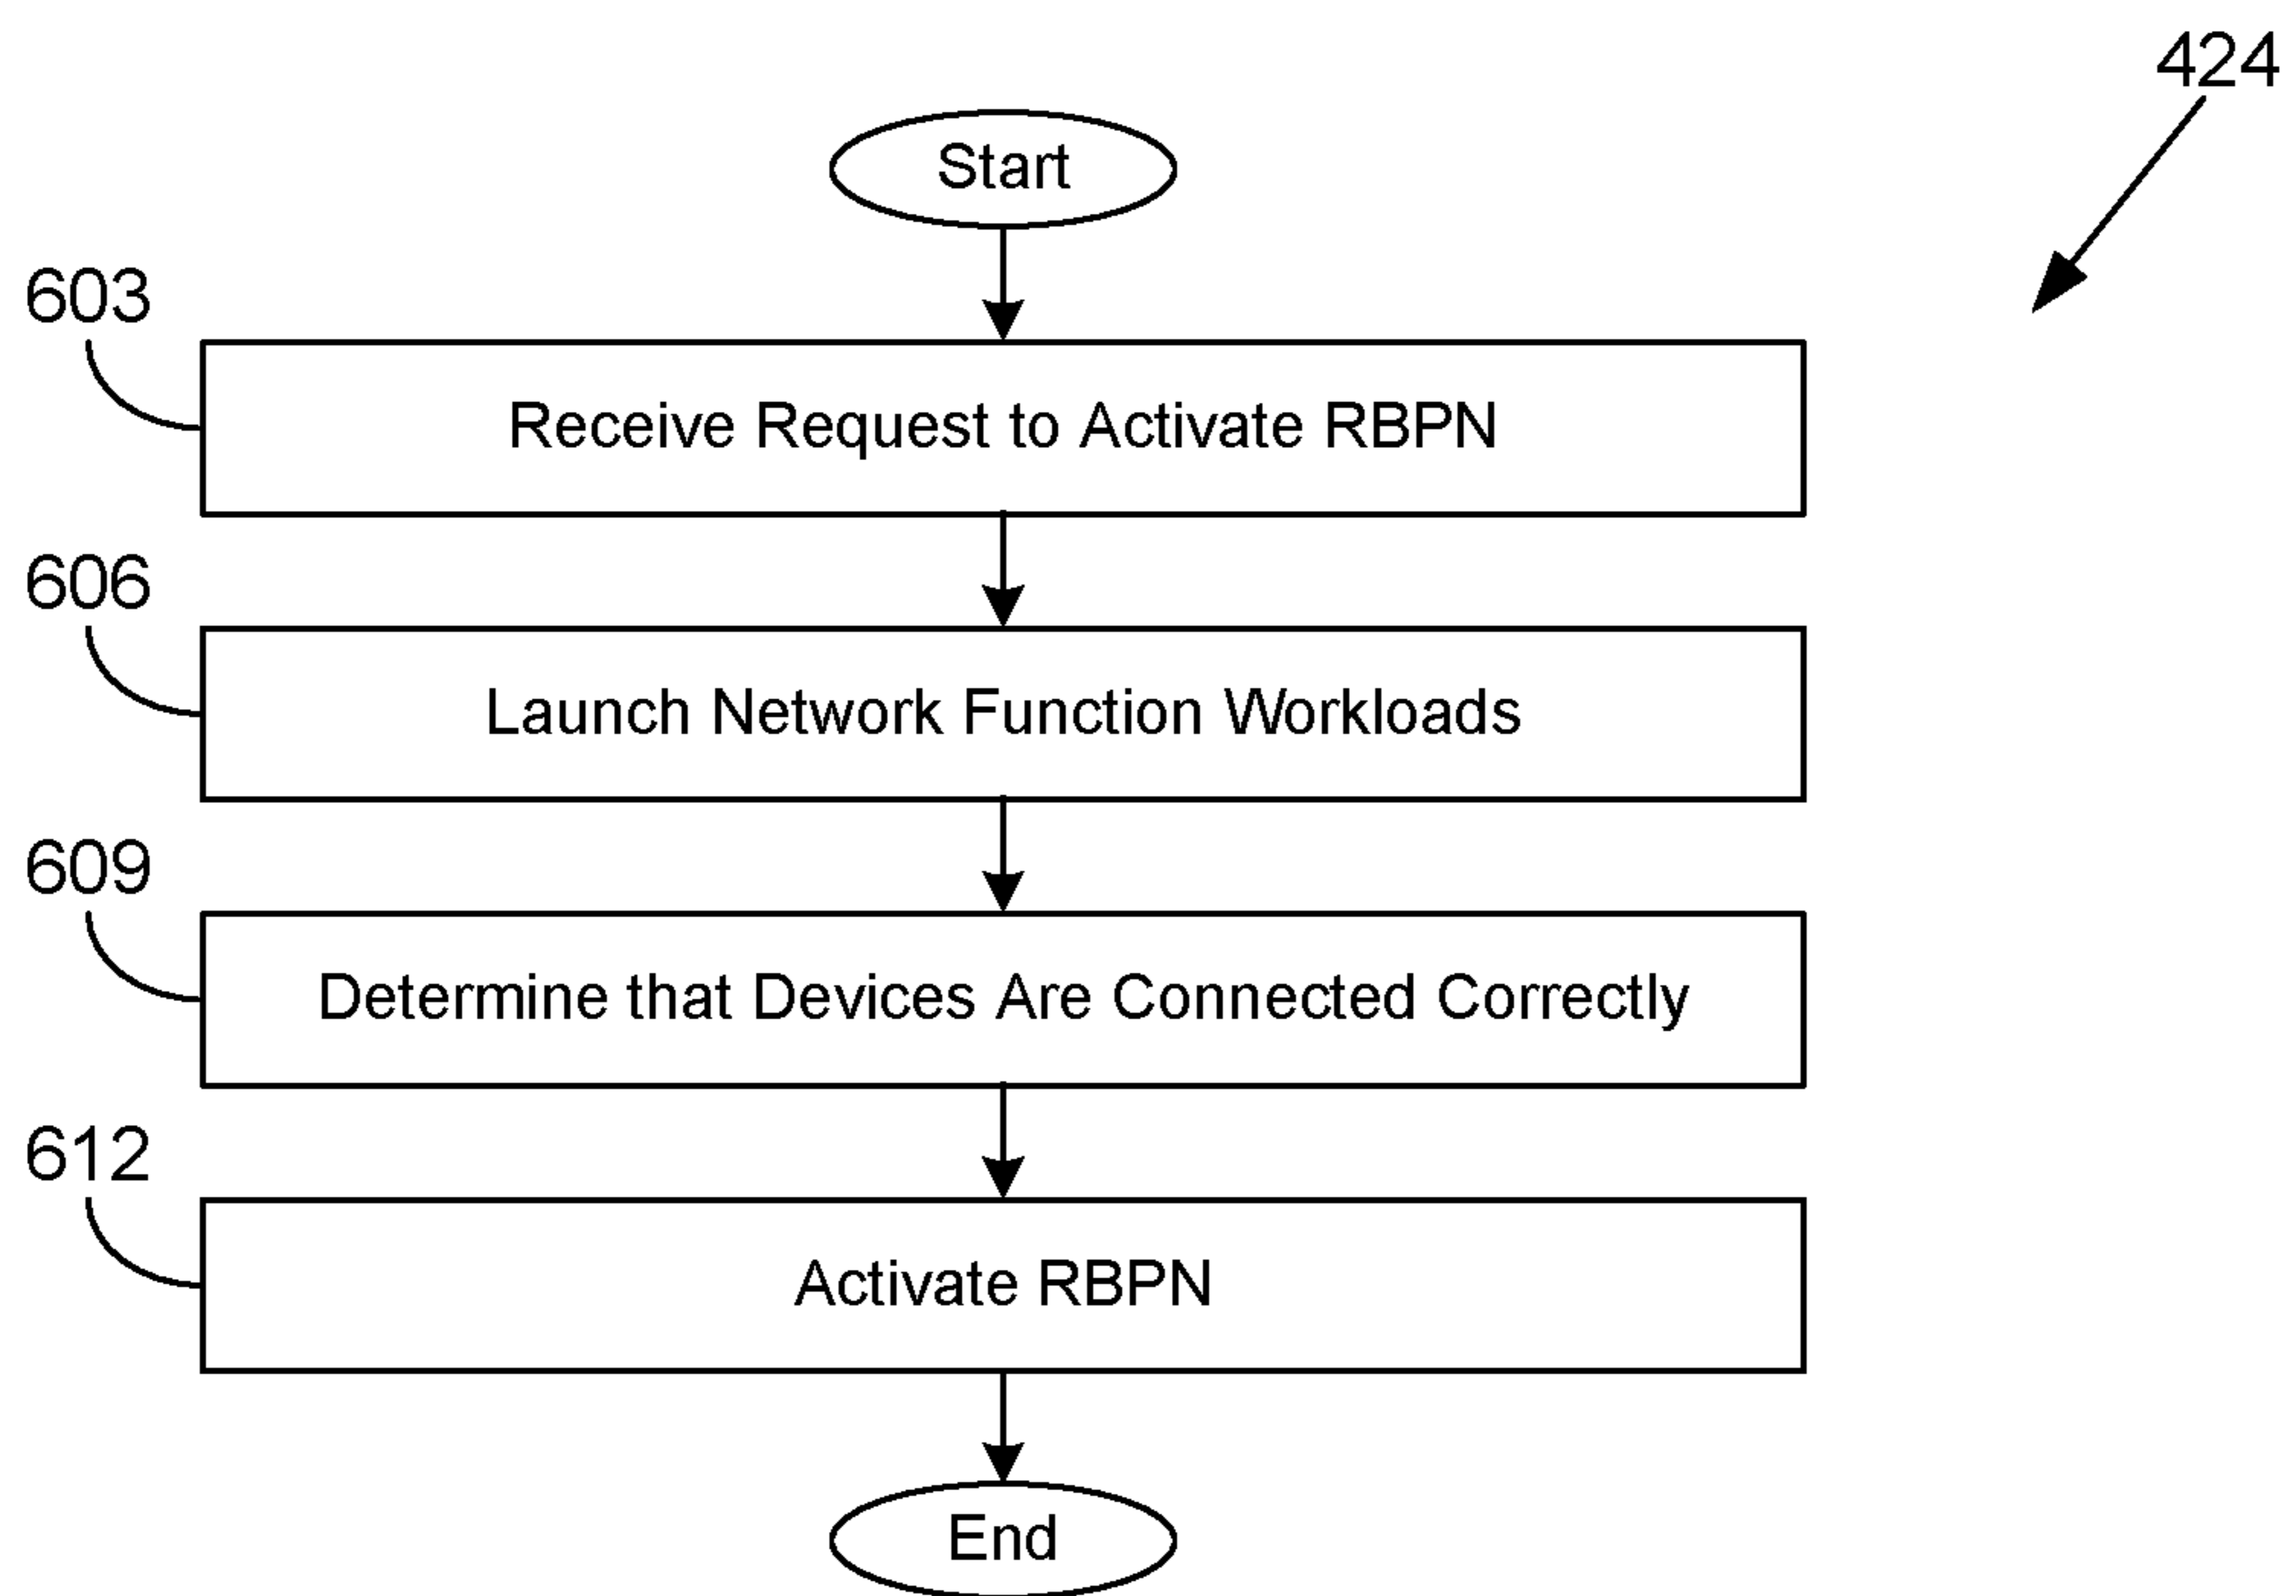 424
Start
603
Receive Request to Activate RBPN
606
Launch Network Function Workloads
609
Determine that Devices Are Connected Correctly
612
Activate RBPN
End